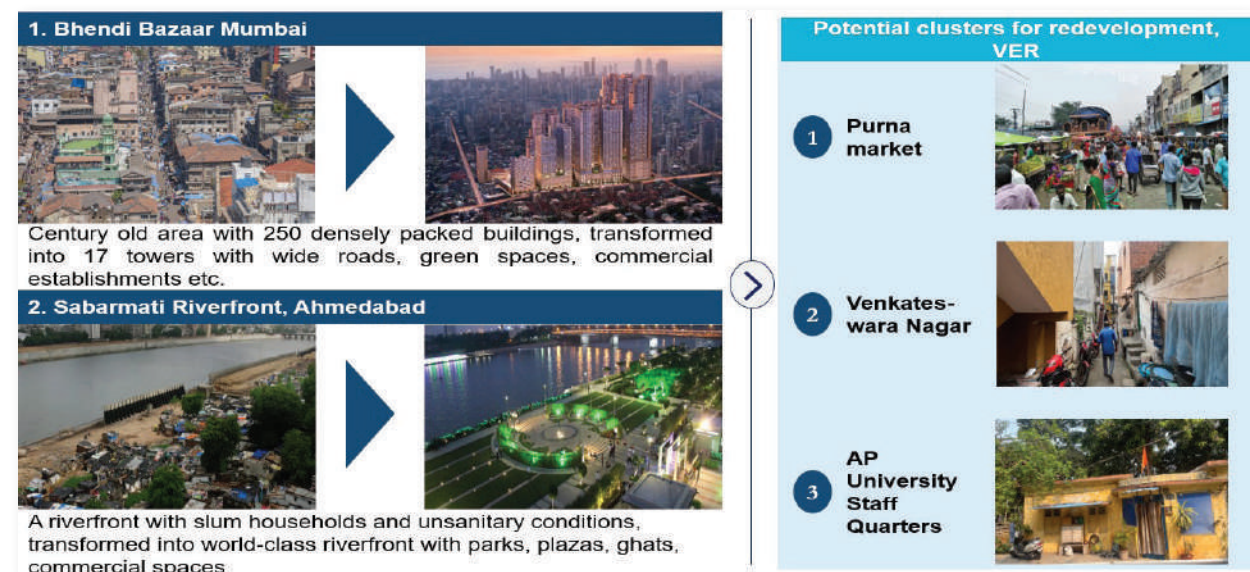 1. Bhendi Bazaar Mumbai
Century old area with 250 densely packed buildings, transformed
into 17 towers with wide roads, green spaces, commercial
establishments etc.
2. Sabarmati Riverfront, Ahmedabad
A riverfront with slum households and unsanitary conditions,
transformed into world-class riverfront with parks, plazas, ghats,
commercial spaces
Potential clusters for redevelopment,
VER
1
Purna
market
2
Venkates-
wara Nagar
3
AP
University
Staff
Quarters